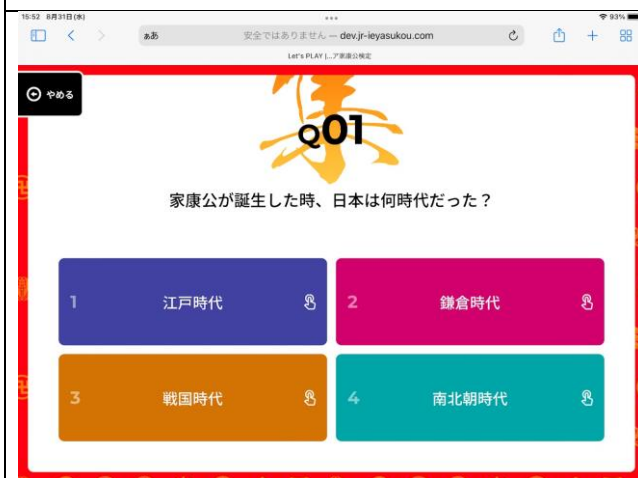 15:52 8月31日(水)
93%
ぁあ
安全ではありません — dev.jr-ieyasukou.com
Let's PLAY |...ア家康公検定
やめる
集
Q01
家康公が誕生した時、日本は何時代だった？
1 江戸時代
2 鎌倉時代
3 戦国時代
4 南北朝時代